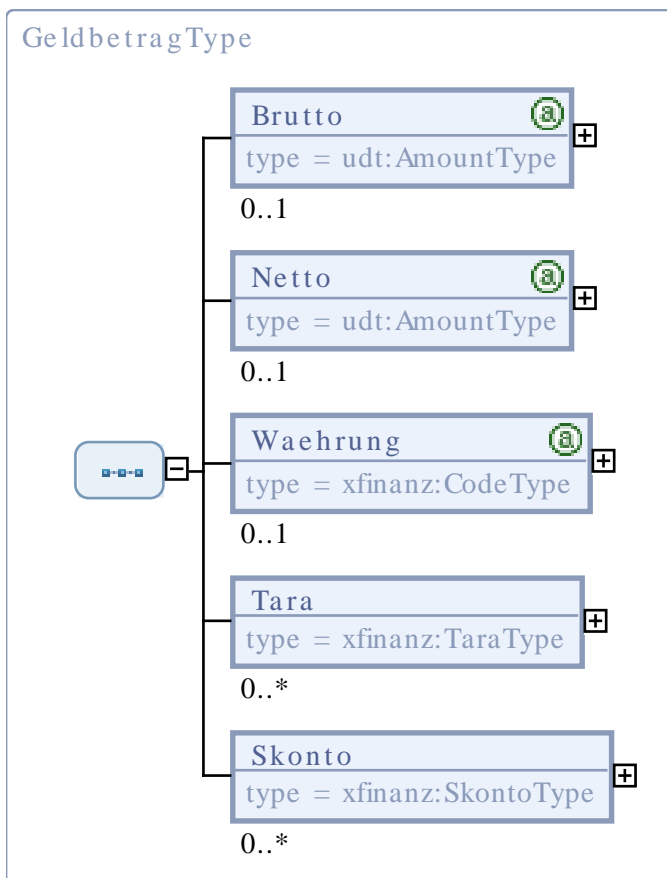 GeldbetragType
Brutto
type = udt:AmountType
0..1
Netto
type = udt:AmountType
0..1
Waehrung
type = xfinanz:CodeType
0..1
Tara
type = xfinanz:TaraType
0..*
Skonto
type = xfinanz:SkontoType
0..*